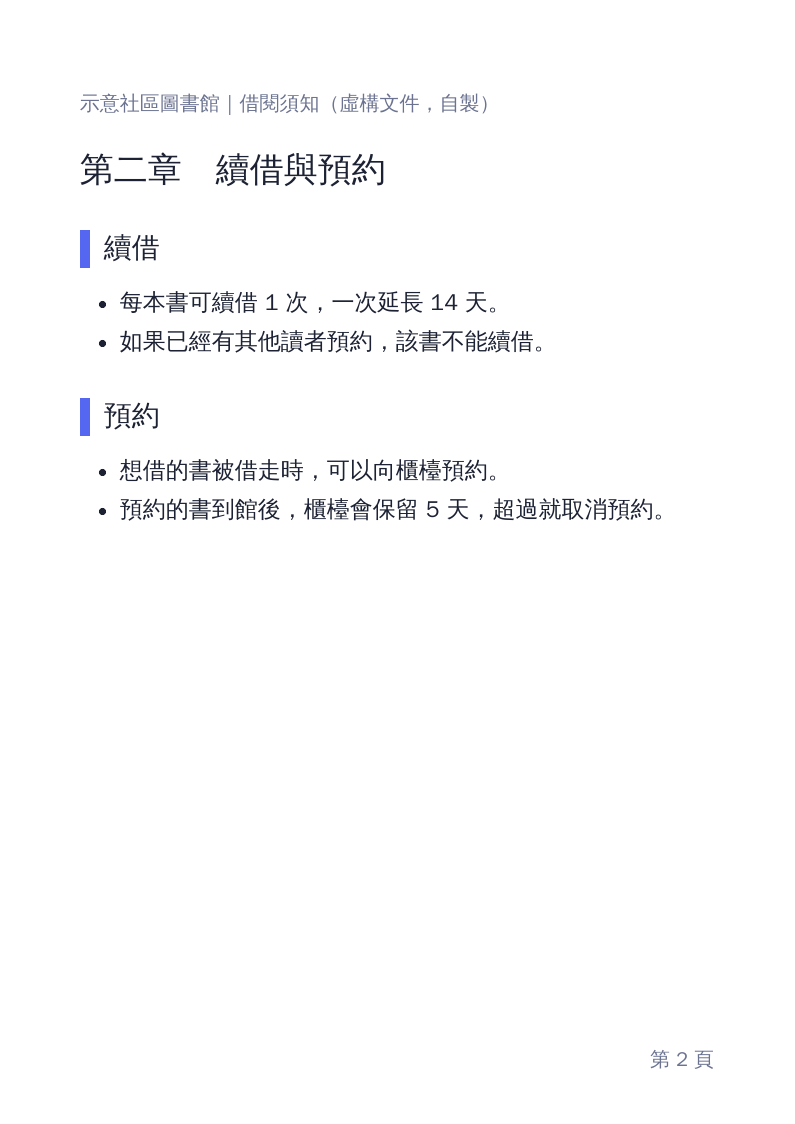 示意社區圖書館｜借閱須知（虛構文件，自製）
第二章　續借與預約
續借
• 每本書可續借 1 次，一次延長 14 天。
• 如果已經有其他讀者預約，該書不能續借。
預約
• 想借的書被借走時，可以向櫃檯預約。
• 預約的書到館後，櫃檯會保留 5 天，超過就取消預約。
第 2 頁